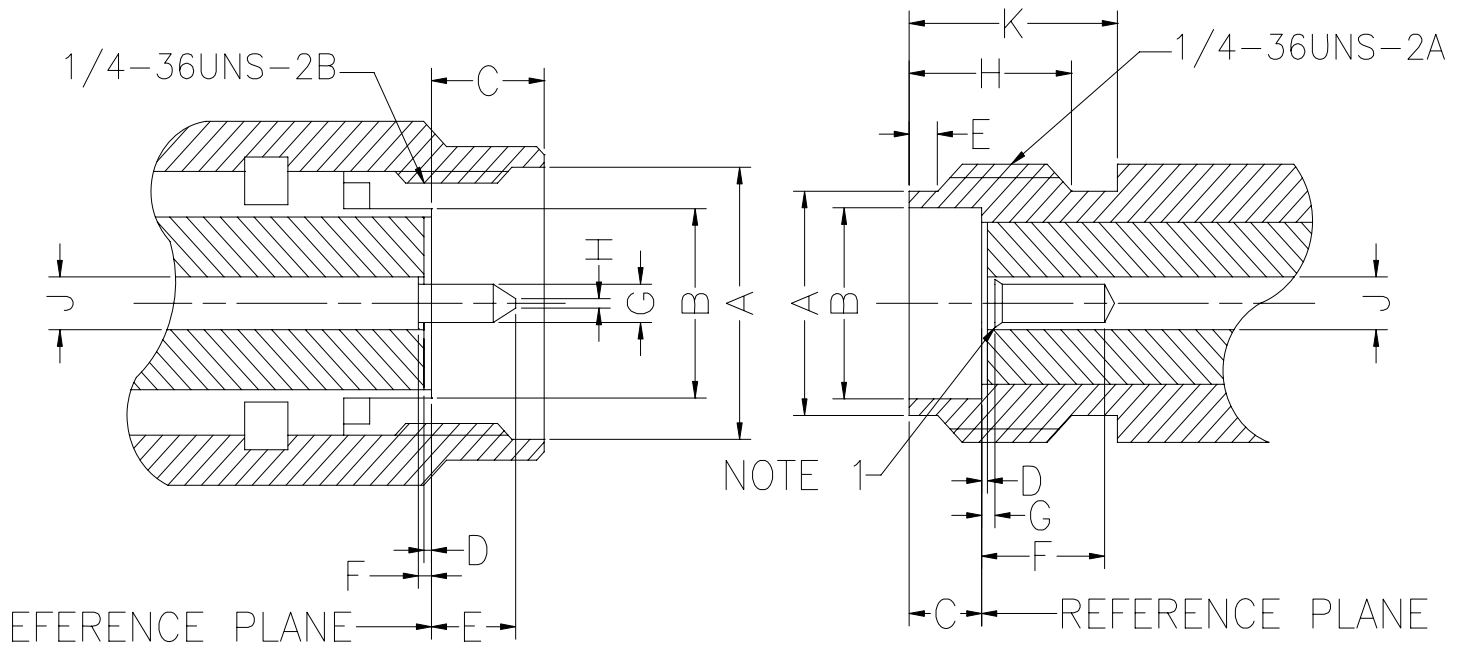 K
1/4-36UNS-2A
1/4-36UNS-2B
C
H
E
H
J
G
B
A
A
B
J
NOTE 1
D
G
D
F
F
EFERENCE PLANE
E
C
REFERENCE PLANE